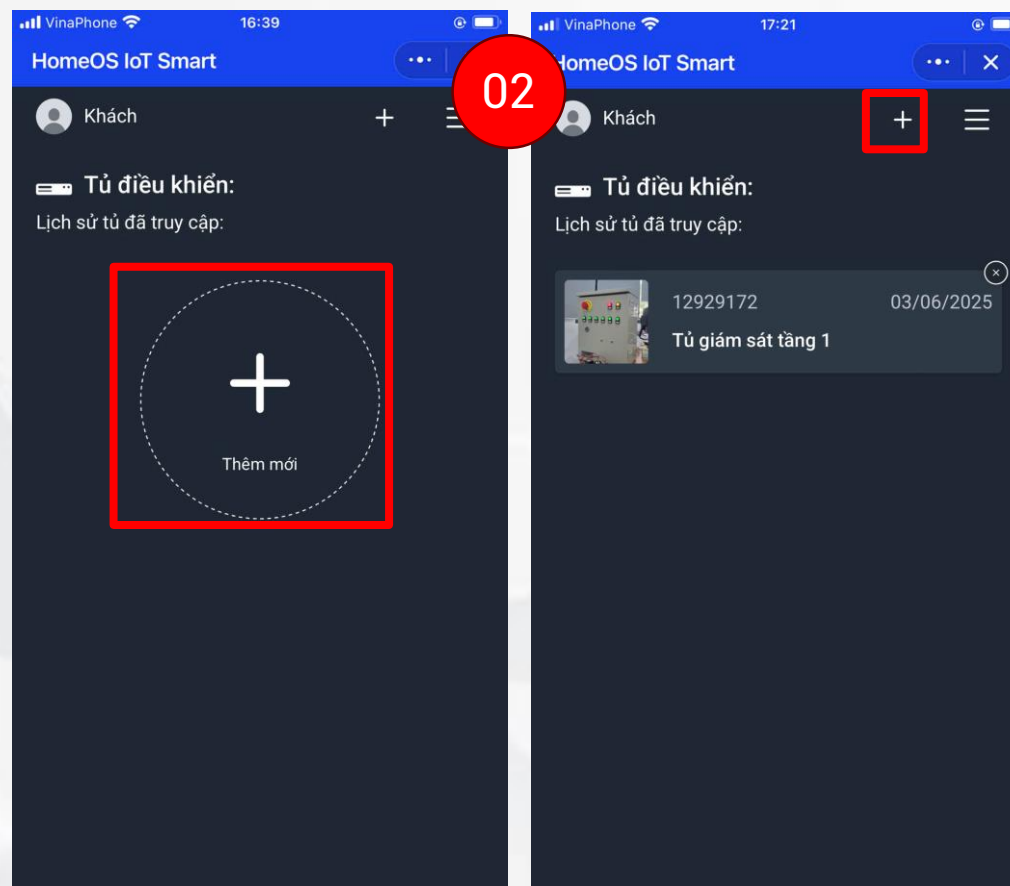 VinaPhone 16:39
HomeOS IoT Smart
Khách
Tủ điều khiển:
Lịch sử tủ đã truy cập:
Thêm mới
02
VinaPhone 17:21
HomeOS IoT Smart
Khách
Tủ điều khiển:
Lịch sử tủ đã truy cập:
12929172 03/06/2025
Tủ giám sát tầng 1